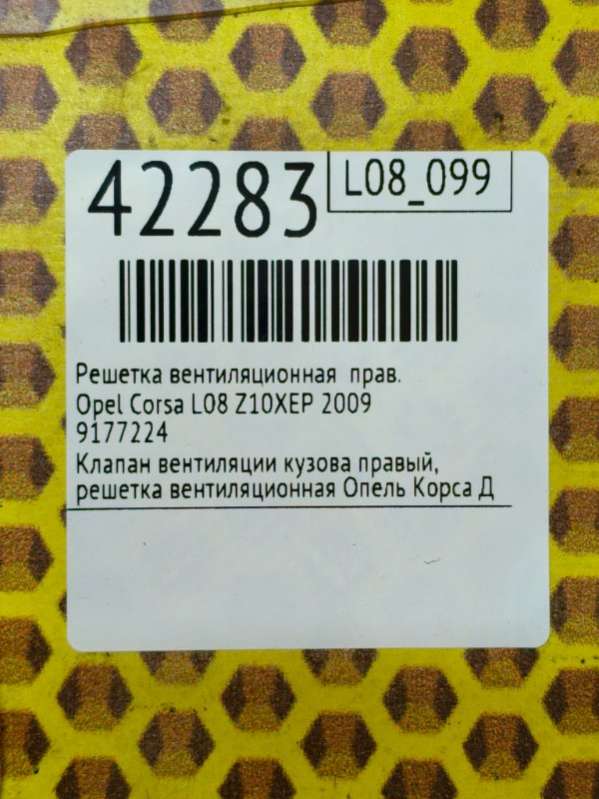 42283
L08_099
Решетка вентиляционная прав.
Opel Corsa L08 Z10XEP 2009
9177224
Клапан вентиляции кузова правый,
решетка вентиляционная Опель Корса Д